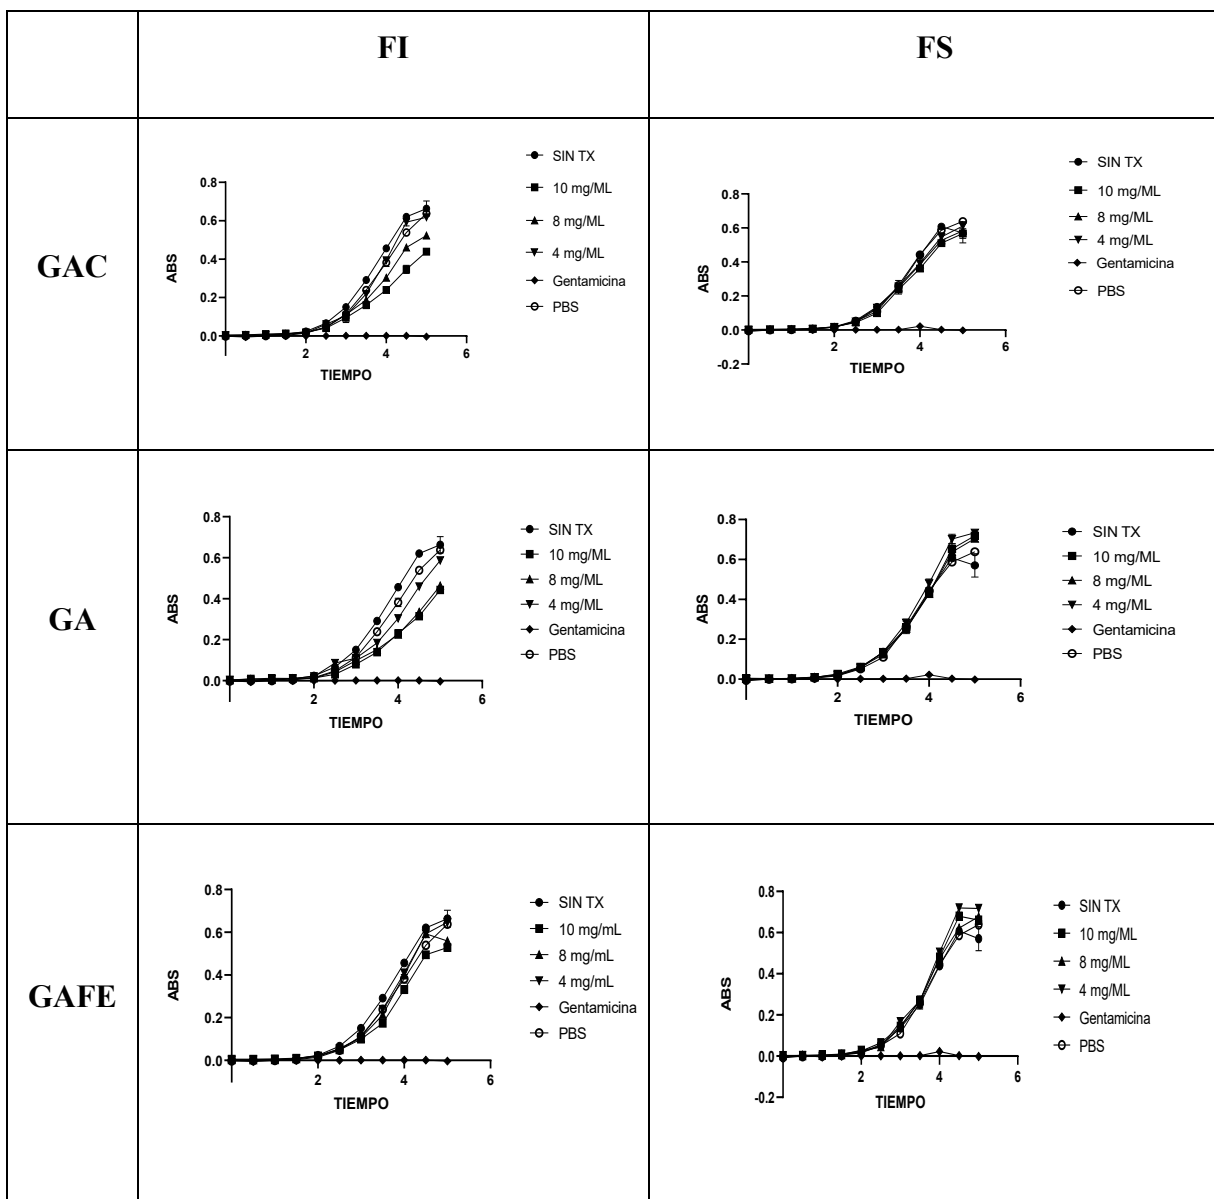 FI
FS
GAC
SIN TX
10 mg/ML
8 mg/ML
4 mg/ML
Gentamicina
PBS
ABS
0.8
0.6
0.4
0.2
0.0
2
4
6
TIEMPO
SIN TX
10 mg/ML
8 mg/ML
4 mg/ML
Gentamicina
PBS
ABS
0.8
0.6
0.4
0.2
0.0
-0.2
2
4
6
TIEMPO
GA
SIN TX
10 mg/ML
8 mg/ML
4 mg/ML
Gentamicina
PBS
ABS
0.8
0.6
0.4
0.2
0.0
2
4
6
TIEMPO
SIN TX
10 mg/ML
8 mg/ML
4 mg/ML
Gentamicina
PBS
ABS
0.8
0.6
0.4
0.2
0.0
2
4
6
TIEMPO
GAFE
SIN TX
10 mg/mL
8 mg/mL
4 mg/mL
Gentamicina
PBS
ABS
0.8
0.6
0.4
0.2
0.0
2
4
6
TIEMPO
SIN TX
10 mg/ML
8 mg/ML
4 mg/ML
Gentamicina
PBS
ABS
0.8
0.6
0.4
0.2
0.0
-0.2
2
4
6
TIEMPO